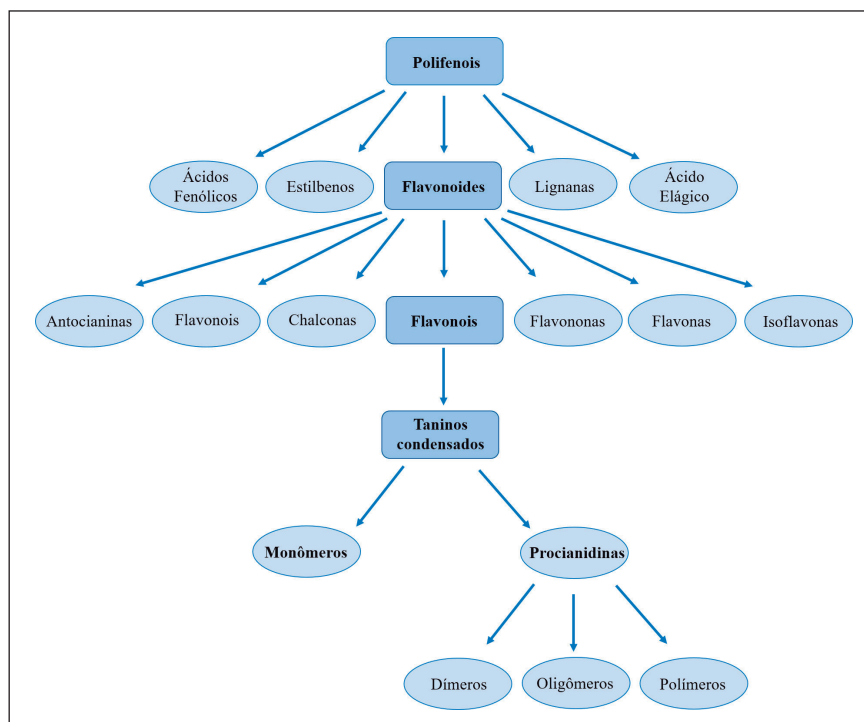 Polifenois
Ácidos
Fenólicos
Estilbenos
Flavonoides
Lignanas
Ácido
Elágico
Antocianinas
Flavonois
Chalconas
Flavonois
Flavononas
Flavonas
Isoflavonas
Taninos
condensados
Monômeros
Procianidinas
Dímeros
Oligômeros
Polímeros